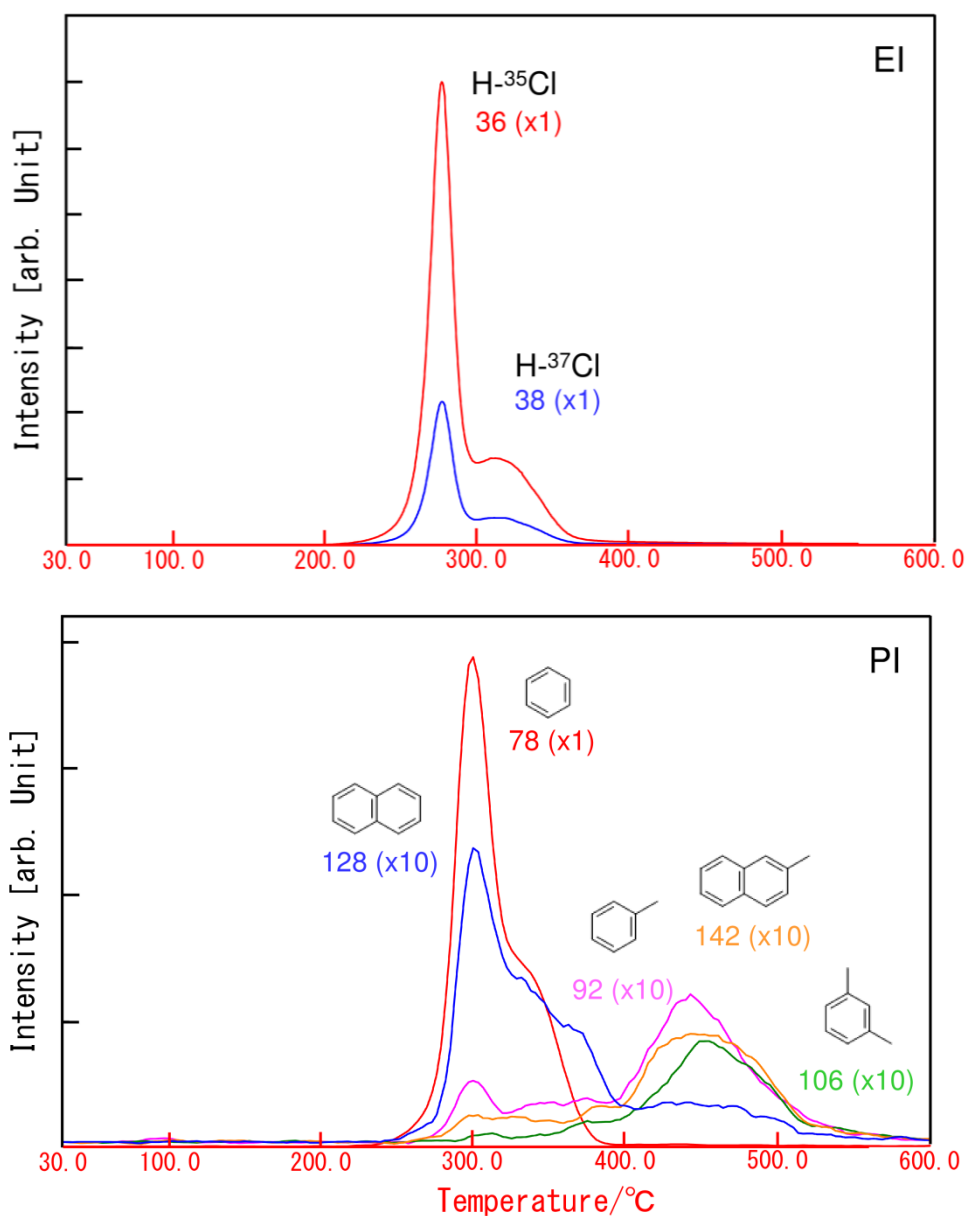 EI
H-³⁵Cl
36 (x1)
H-³⁷Cl
38 (x1)
Intensity [arb. Unit]
30.0 100.0 200.0 300.0 400.0 500.0 600.0
PI
78 (x1)
128 (x10)
142 (x10)
92 (x10)
106 (x10)
Intensity [arb. Unit]
30.0 100.0 200.0 300.0 400.0 500.0 600.0
Temperature/℃